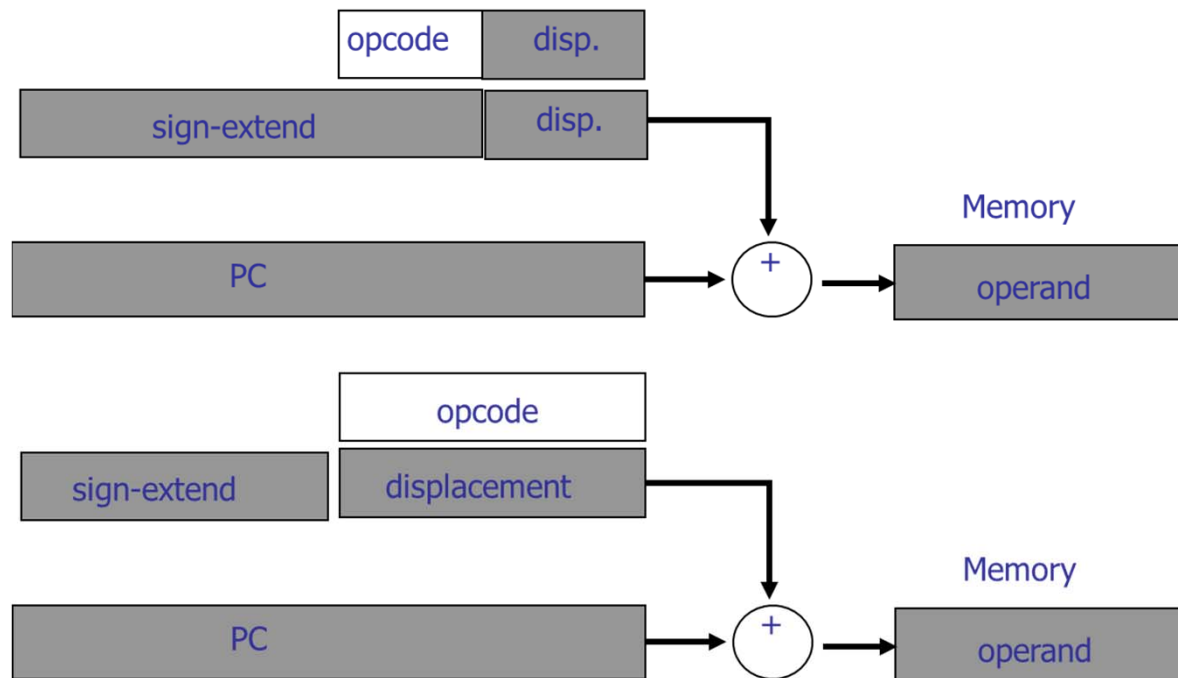 opcode disp.
sign-extend disp.
Memory
PC + operand
opcode
sign-extend displacement
Memory
PC + operand